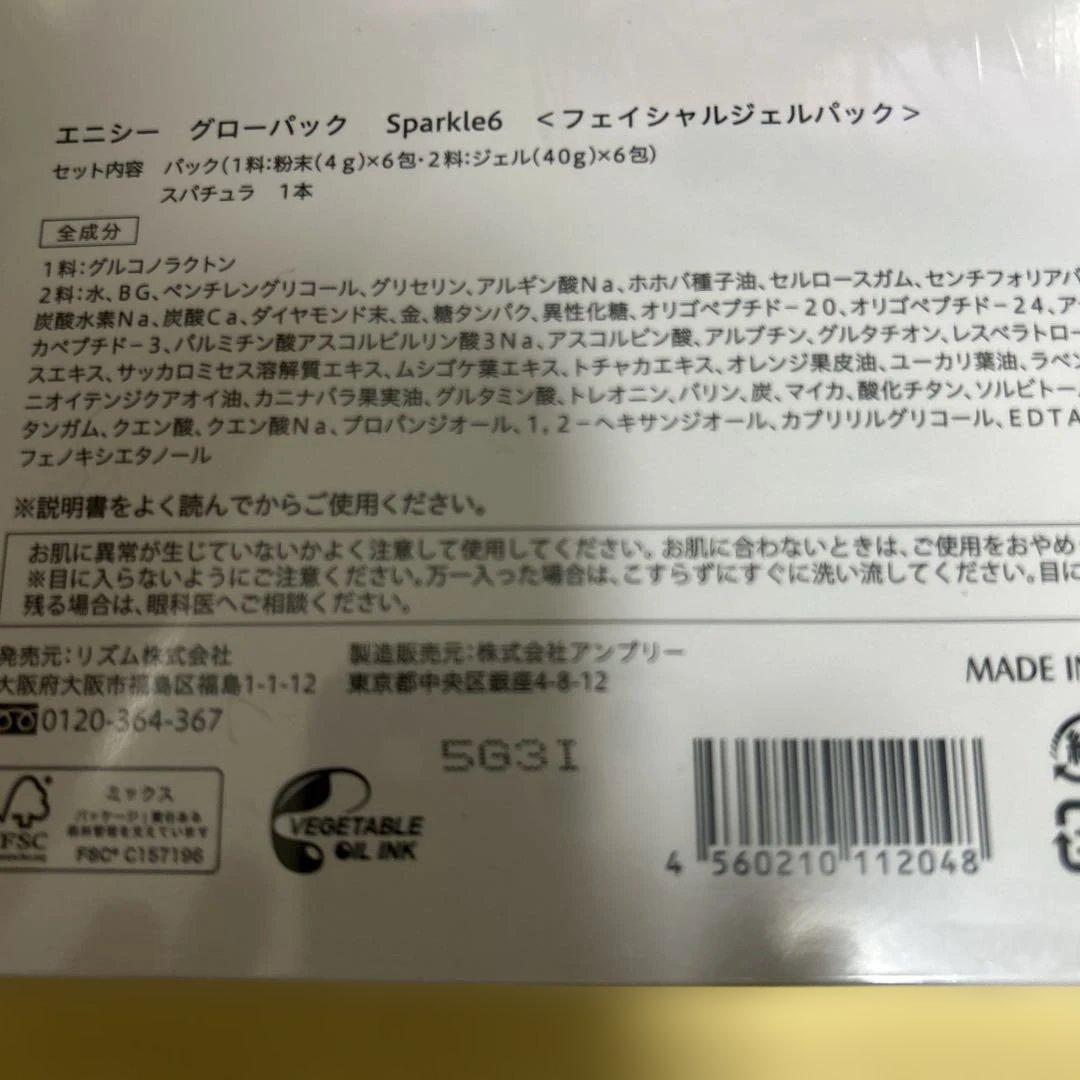 エニシー　グローパック　Sparkle6　＜フェイシャルジェルパック＞
セット内容　パック(1料:粉末(4g)×6包・2料:ジェル(40g)×6包)
スパチュラ　1本
全成分
1料:グルコノラクトン
2料:水、BG、ペンチレングリコール、グリセリン、アルギン酸Na、ホホバ種子油、セルロースガム、センチフォリアバ
炭酸水素Na、炭酸Ca、ダイヤモンド末、金、糖タンパク、異性化糖、オリゴペプチド－20、オリゴペプチド－24、ア
カペプチド－3、パルミチン酸アスコルビルリン酸3Na、アスコルビン酸、アルブチン、グルタチオン、レスベラトロー
スエキス、サッカロミセス溶解質エキス、ムシゴケ葉エキス、トチャカエキス、オレンジ果皮油、ユーカリ葉油、ラベン
ニオイテンジクアオイ油、カニナバラ果実油、グルタミン酸、トレオニン、バリン、炭、マイカ、酸化チタン、ソルビトー
タンガム、クエン酸、クエン酸Na、プロパンジオール、1,2－ヘキサンジオール、カプリリルグリコール、EDTA
フェノキシエタノール
※説明書をよく読んでからご使用ください。
お肌に異常が生じていないかよく注意して使用してください。お肌に合わないときは、ご使用をおやめ
※目に入らないようにご注意ください。万一入った場合は、こすらずにすぐに洗い流してください。目に
残る場合は、眼科医へご相談ください。
発売元:リズム株式会社
大阪府大阪市福島区福島1-1-12
0120-364-367
製造販売元:株式会社アンプリー
東京都中央区銀座4-8-12
MADE IN
5G3I
FSC
ミックス
パッケージ|責任ある
森林管理を支えています
FSC® C157196
VEGETABLE
OIL INK
4 560210 112048
紙